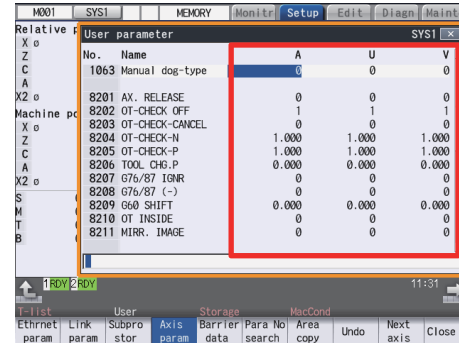 M001 SYS1 MEMORY Monitr Setup Edit Diagn Maint
Relative p
User parameter SYS1 ×
X ø
Z
C
A
X2 ø
Machine po
X ø
Z
C
A
X2 ø
S
M
T
B
No. Name A U V
1063 Manual dog-type 0 0 0
8201 AX. RELEASE 0 0 0
8202 OT-CHECK OFF 1 1 1
8203 OT-CHECK-CANCEL 0 0 0
8204 OT-CHECK-N 1.000 1.000 1.000
8205 OT-CHECK-P 1.000 1.000 1.000
8206 TOOL CHG.P 0.000 0.000 0.000
8207 G76/87 IGNR 0 0 0
8208 G76/87 (-) 0 0 0
8209 G60 SHIFT 0.000 0.000 0.000
8210 OT INSIDE 0 0 0
8211 MIRR. IMAGE 0 0 0
1RDY 2RDY 11:31
T-list User Storage MacCond
Ethrnet param Link param Subpro stor Axis param Barrier data Para No search Area copy Undo Next axis Close